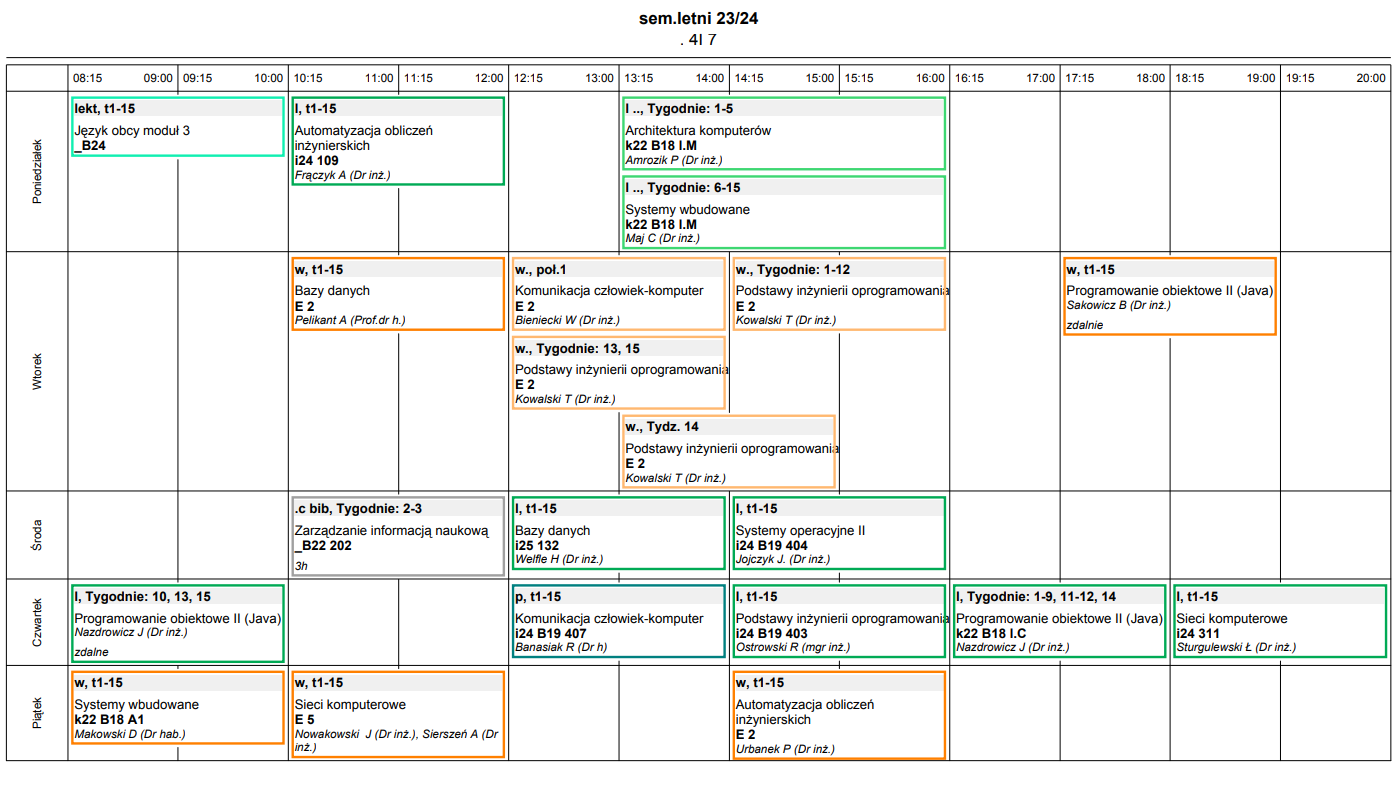 sem.letni 23/24
. 4I 7
08:15 09:00 09:15 10:00 10:15 11:00 11:15 12:00 12:15 13:00 13:15 14:00 14:15 15:00 15:15 16:00 16:15 17:00 17:15 18:00 18:15 19:00 19:15 20:00
Poniedziałek
lekt, t1-15
Język obcy moduł 3
_B24
l, t1-15
Automatyzacja obliczeń
inżynierskich
i24 109
Frączyk A (Dr inż.)
l .., Tygodnie: 1-5
Architektura komputerów
k22 B18 I.M
Amrozik P (Dr inż.)
l .., Tygodnie: 6-15
Systemy wbudowane
k22 B18 I.M
Maj C (Dr inż.)
Wtorek
w, t1-15
Bazy danych
E 2
Pelikant A (Prof.dr h.)
w., poł.1
Komunikacja człowiek-komputer
E 2
Bieniecki W (Dr inż.)
w., Tygodnie: 13, 15
Podstawy inżynierii oprogramowania
E 2
Kowalski T (Dr inż.)
w., Tydz. 14
Podstawy inżynierii oprogramowania
E 2
Kowalski T (Dr inż.)
w., Tygodnie: 1-12
Podstawy inżynierii oprogramowania
E 2
Kowalski T (Dr inż.)
w, t1-15
Programowanie obiektowe II (Java)
Sakowicz B (Dr inż.)
zdalnie
Środa
.c bib, Tygodnie: 2-3
Zarządzanie informacją naukową
_B22 202
3h
l, t1-15
Bazy danych
i25 132
Welfle H (Dr inż.)
l, t1-15
Systemy operacyjne II
i24 B19 404
Jojczyk J. (Dr inż.)
Czwartek
l, Tygodnie: 10, 13, 15
Programowanie obiektowe II (Java)
Nazdrowicz J (Dr inż.)
zdalne
p, t1-15
Komunikacja człowiek-komputer
i24 B19 407
Banasiak R (Dr h)
l, t1-15
Podstawy inżynierii oprogramowania
i24 B19 403
Ostrowski R (mgr inż.)
l, Tygodnie: 1-9, 11-12, 14
Programowanie obiektowe II (Java)
k22 B18 I.C
Nazdrowicz J (Dr inż.)
l, t1-15
Sieci komputerowe
i24 311
Sturgulewski Ł (Dr inż.)
Piątek
w, t1-15
Systemy wbudowane
k22 B18 A1
Makowski D (Dr hab.)
w, t1-15
Sieci komputerowe
E 5
Nowakowski J (Dr inż.), Sierszeń A (Dr
inż.)
w, t1-15
Automatyzacja obliczeń
inżynierskich
E 2
Urbanek P (Dr inż.)